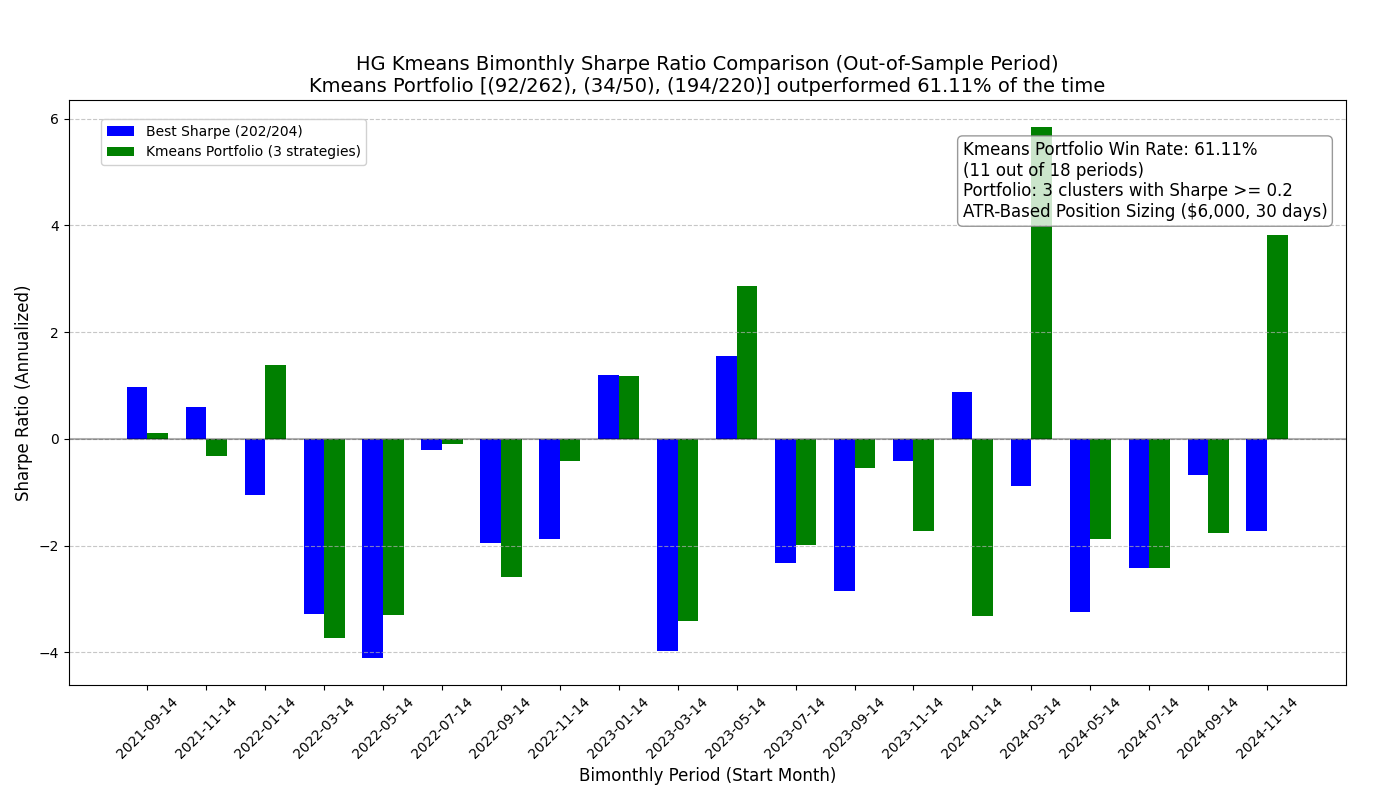 HG Kmeans Bimonthly Sharpe Ratio Comparison (Out-of-Sample Period)
Kmeans Portfolio [(92/262), (34/50), (194/220)] outperformed 61.11% of the time
Best Sharpe (202/204)
Kmeans Portfolio (3 strategies)
Kmeans Portfolio Win Rate: 61.11%
(11 out of 18 periods)
Portfolio: 3 clusters with Sharpe >= 0.2
ATR-Based Position Sizing ($6,000, 30 days)
Sharpe Ratio (Annualized)
6
4
2
0
−2
−4
2021-09-14
2021-11-14
2022-01-14
2022-03-14
2022-05-14
2022-07-14
2022-09-14
2022-11-14
2023-01-14
2023-03-14
2023-05-14
2023-07-14
2023-09-14
2023-11-14
2024-01-14
2024-03-14
2024-05-14
2024-07-14
2024-09-14
2024-11-14
Bimonthly Period (Start Month)